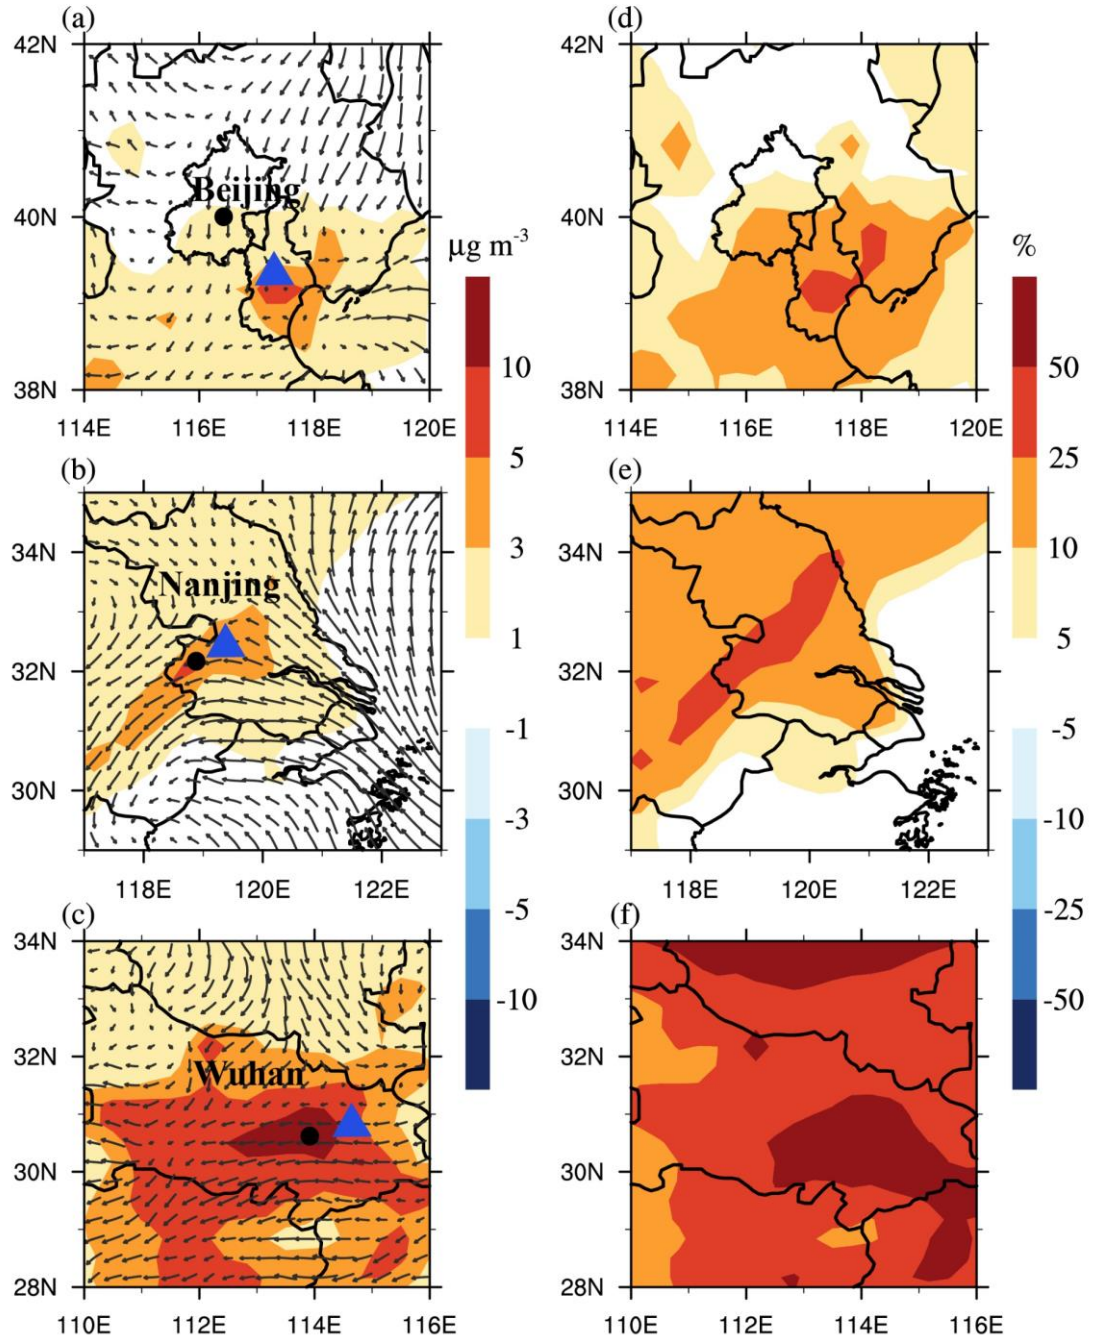 (a)
(d)
42N
42N
Beijing
40N
40N
μg m-3
%
38N
38N
114E 116E 118E 120E
114E 116E 118E 120E
10
50
5
25
3
10
1
5
-1
-5
-3
-10
-5
-25
-10
-50
(b)
(e)
34N
34N
Nanjing
32N
32N
30N
30N
118E 120E 122E
118E 120E 122E
(c)
(f)
34N
34N
32N
32N
Wuhan
30N
30N
28N
28N
110E 112E 114E 116E
110E 112E 114E 116E